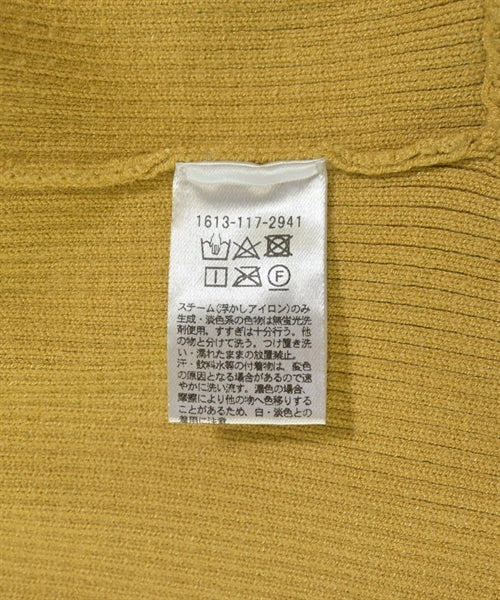 1613-117-2941
F
スチーム(浮かしアイロン)のみ
生成・淡色系の色物は無蛍光洗
剤使用。すすぎは十分行う。他
の物と分けて洗う。つけ置き洗
い・濡れたままの放置禁止。
汗・飲料水等の付着物は、変色
の原因となる場合があるので速
やかに洗い流す。濃色の場合、
摩擦により他の物へ色移りする
ことがあるため、白・淡色との
着用に注意